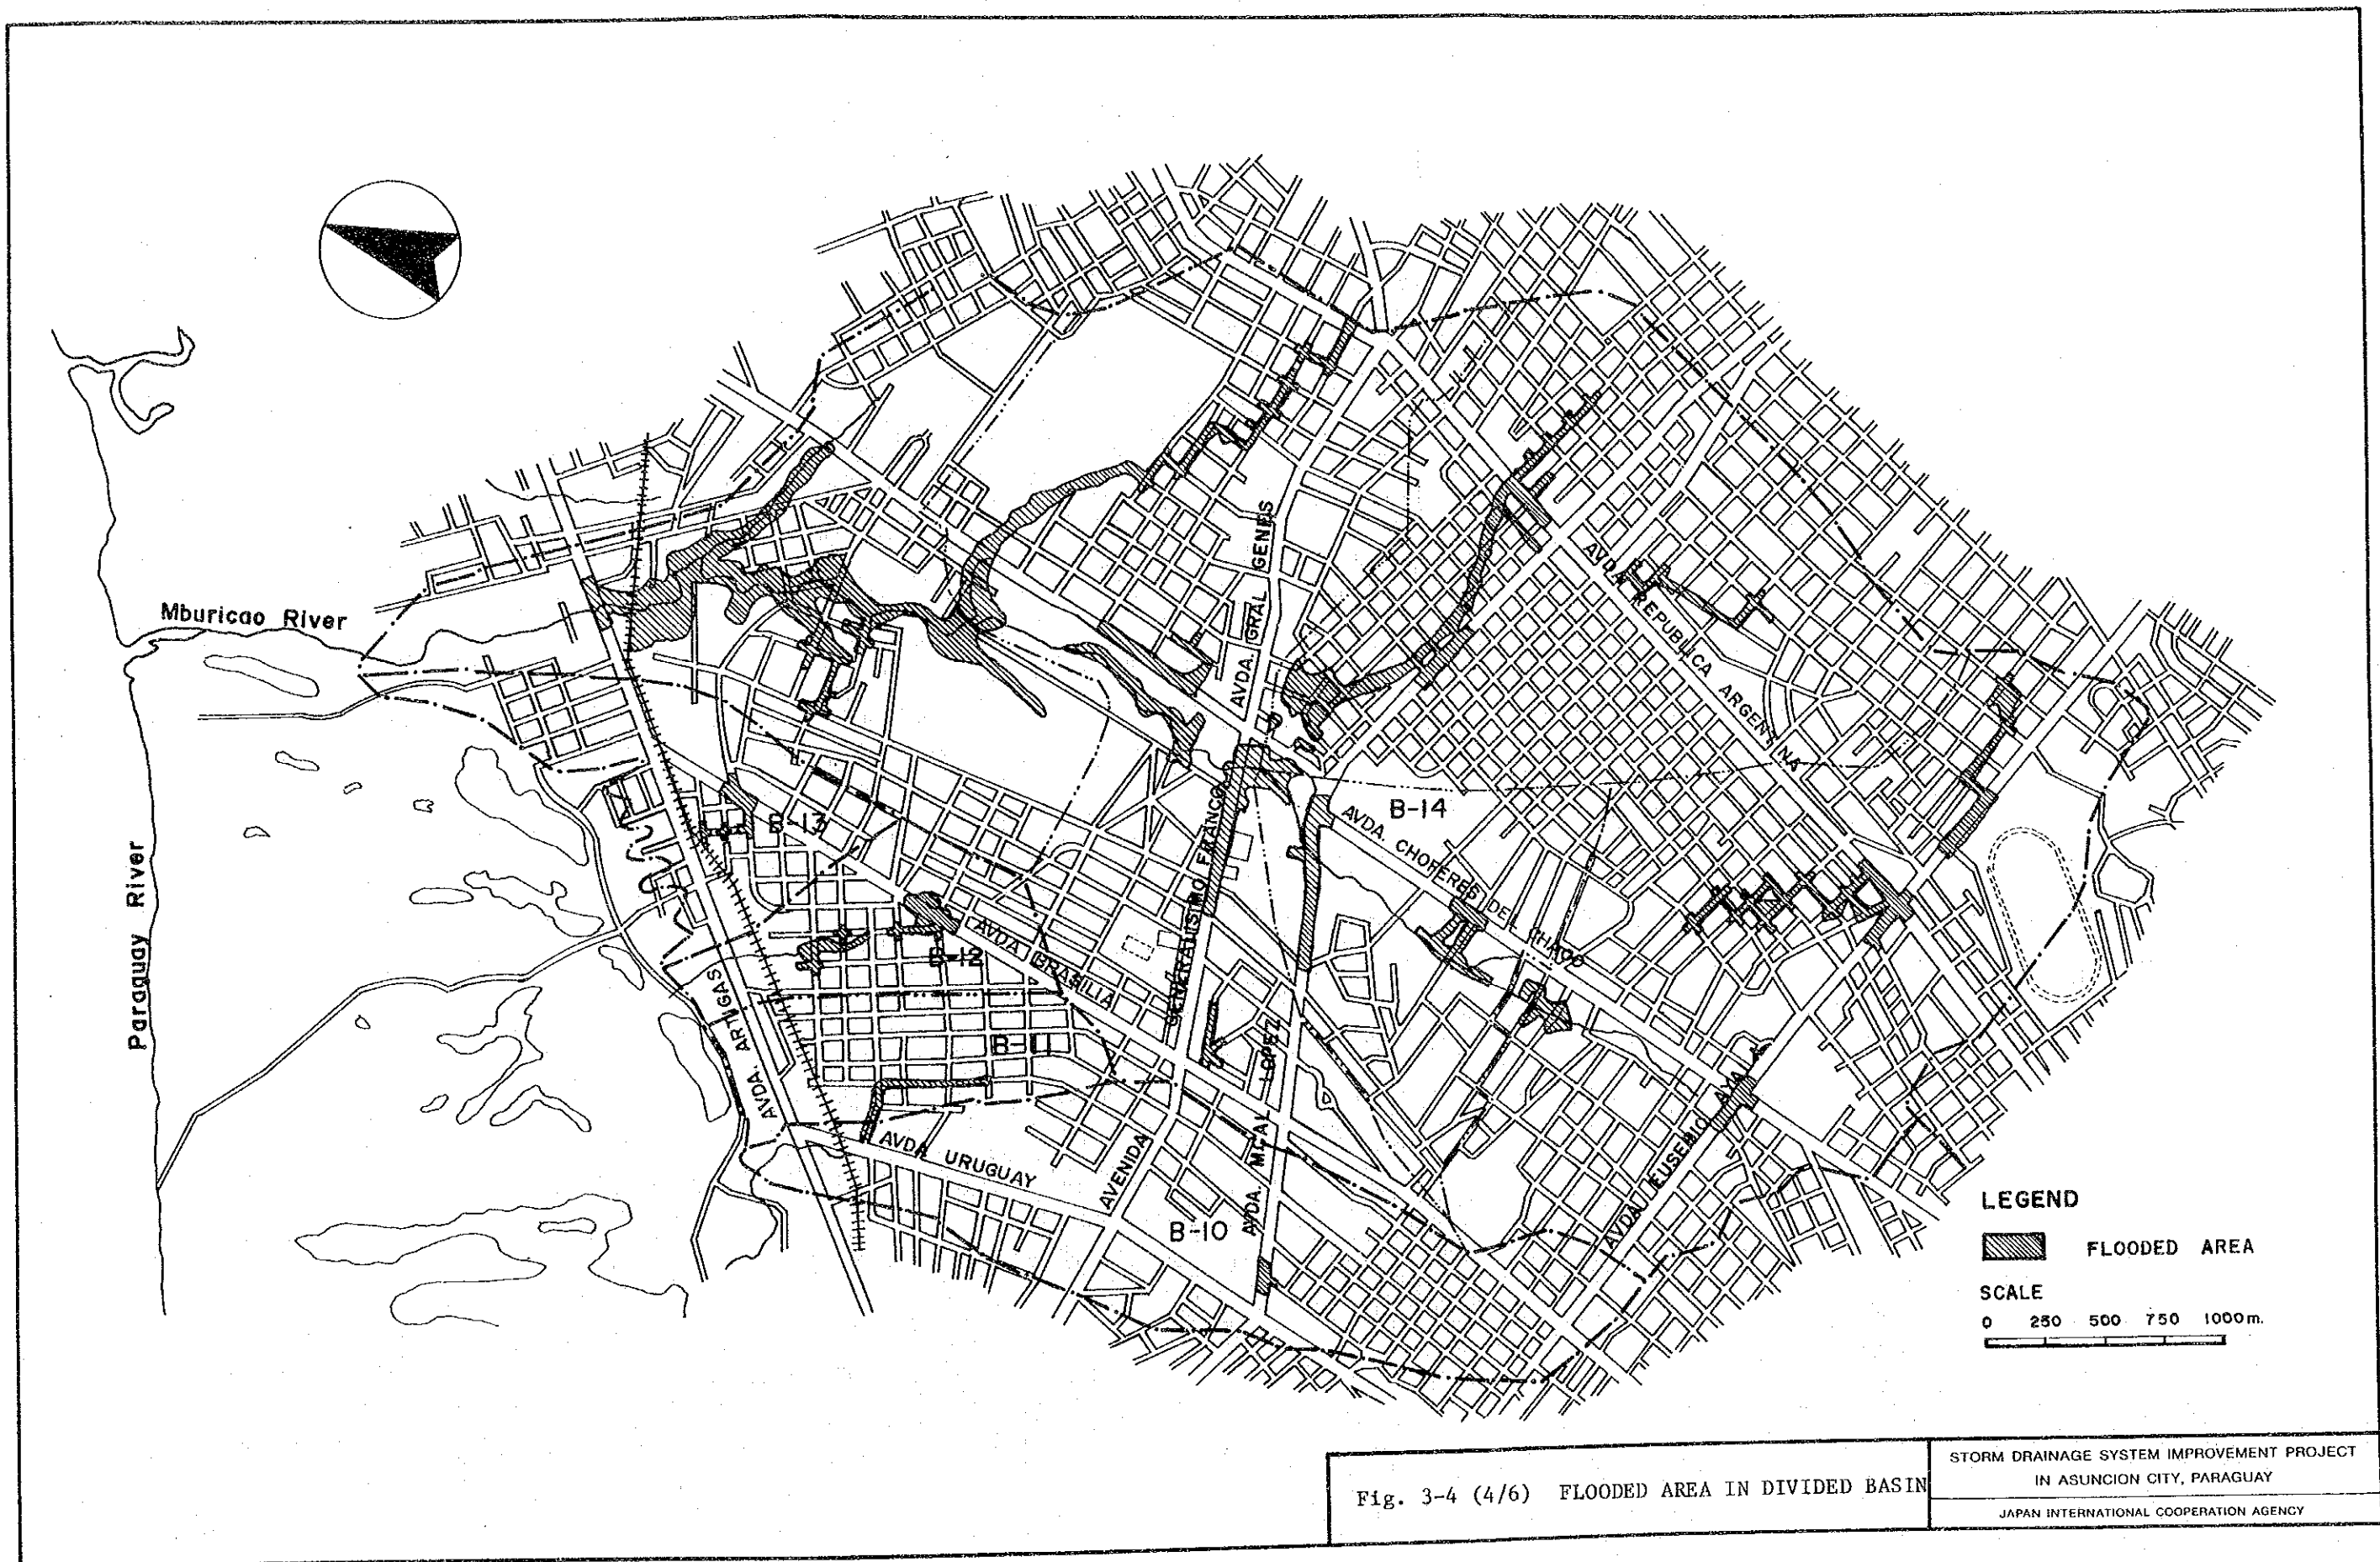 Mburicao River
Paraguay River
AVDA. GRAL GENES
AVDA REPUBLICA ARGENTINA
B-14
AVDA. CHOFERES DEL CHACO
B-13
GENERALISIMO FRANCO
AVENIDA
B-12
AVDA BRASILIA
AVDA. ARTIGAS
B-11
AVDA. MCAL LOPEZ
AVDA URUGUAY
B-10
AVDA. EUSEBIO AYA
LEGEND
FLOODED AREA
SCALE
0 250 500 750 1000m.
Fig. 3-4 (4/6) FLOODED AREA IN DIVIDED BASIN
STORM DRAINAGE SYSTEM IMPROVEMENT PROJECT
IN ASUNCION CITY, PARAGUAY
JAPAN INTERNATIONAL COOPERATION AGENCY